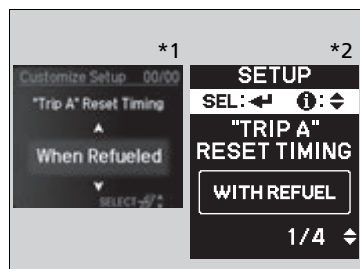 *1
Customize Setup 00/00
"Trip A" Reset Timing
When Refueled
SELECT
*2
SETUP
SEL: :
"TRIP A"
RESET TIMING
WITH REFUEL
1/4